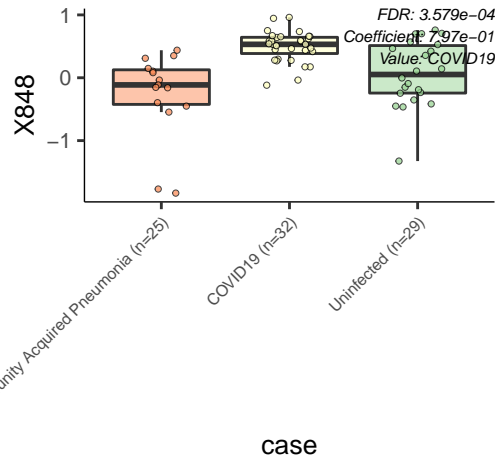 FDR: 3.579e−04
Coefficient: 7.97e−01
Value: COVID19
1
0
−1
X848
unity Acquired Pneumonia (n=25)
COVID19 (n=32)
Uninfected (n=29)
case